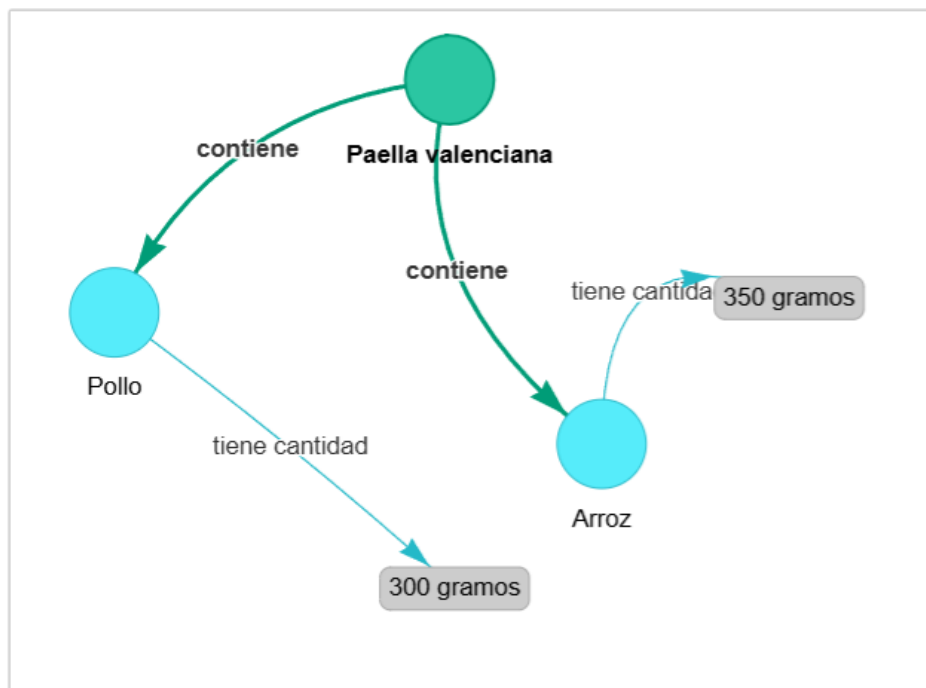 contiene
Paella valenciana
contiene
tiene cantida
350 gramos
Pollo
tiene cantidad
Arroz
300 gramos